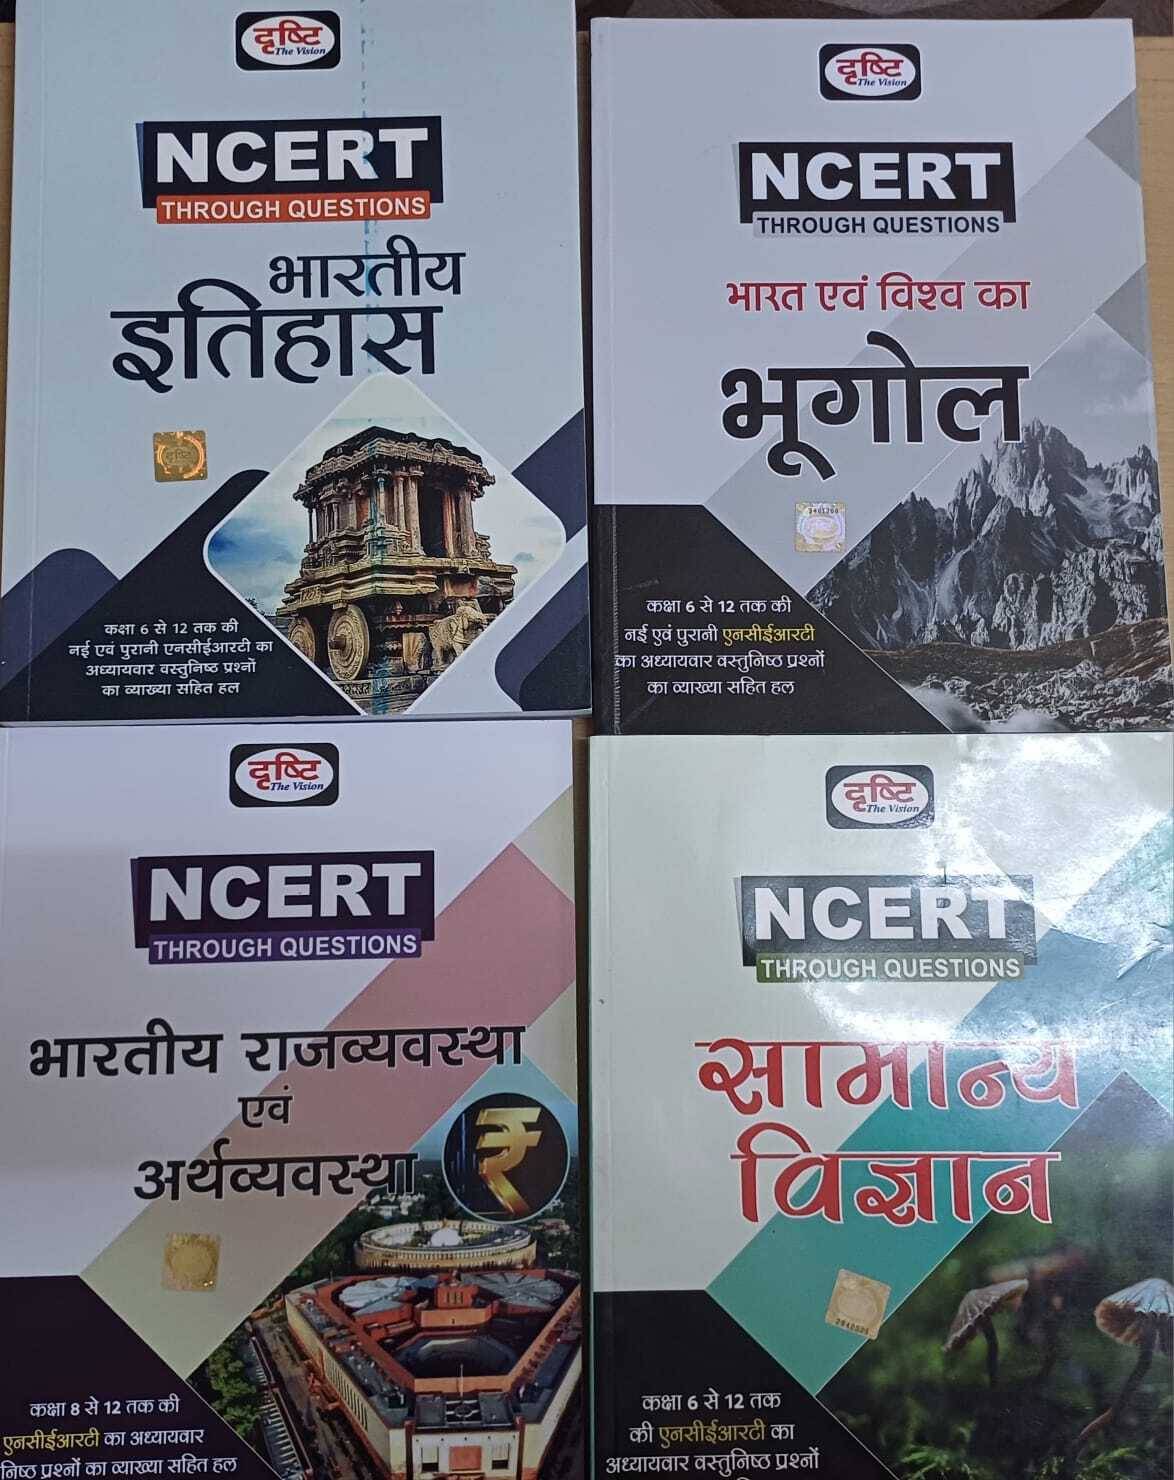 दृष्टि
The Vision
NCERT
THROUGH QUESTIONS
भारतीय
इतिहास
दृष्टि
कक्षा 6 से 12 तक की
नई एवं पुरानी एनसीईआरटी का
अध्यायवार वस्तुनिष्ठ प्रश्नों
का व्याख्या सहित हल
दृष्टि
The Vision
NCERT
THROUGH QUESTIONS
भारत एवं विश्व का
भूगोल
कक्षा 6 से 12 तक की
नई एवं पुरानी एनसीईआरटी
का अध्यायवार वस्तुनिष्ठ प्रश्नों
का व्याख्या सहित हल
दृष्टि
The Vision
NCERT
THROUGH QUESTIONS
भारतीय राजव्यवस्था
एवं
अर्थव्यवस्था
₹
कक्षा 8 से 12 तक की
एनसीईआरटी का अध्यायवार
प्रश्नों का व्याख्या सहित हल
दृष्टि
The Vision
NCERT
THROUGH QUESTIONS
सामान्य
विज्ञान
कक्षा 6 से 12 तक
की एनसीईआरटी का
अध्यायवार वस्तुनिष्ठ प्रश्नों